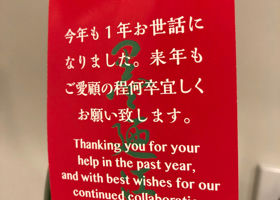 今年も１年お世話に
なりました。来年も
ご愛顧の程何卒宜しく
お願い致します。
Thanking you for your
help in the past year,
and with best wishes for our
continued collaboratio